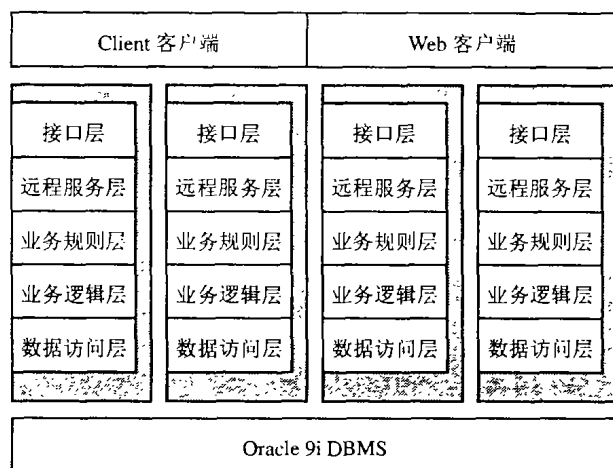 Client 客户端 Web 客户端
接口层 接口层 接口层 接口层
远程服务层 远程服务层 远程服务层 远程服务层
业务规则层 业务规则层 业务规则层 业务规则层
业务逻辑层 业务逻辑层 业务逻辑层 业务逻辑层
数据访问层 数据访问层 数据访问层 数据访问层
Oracle 9i DBMS